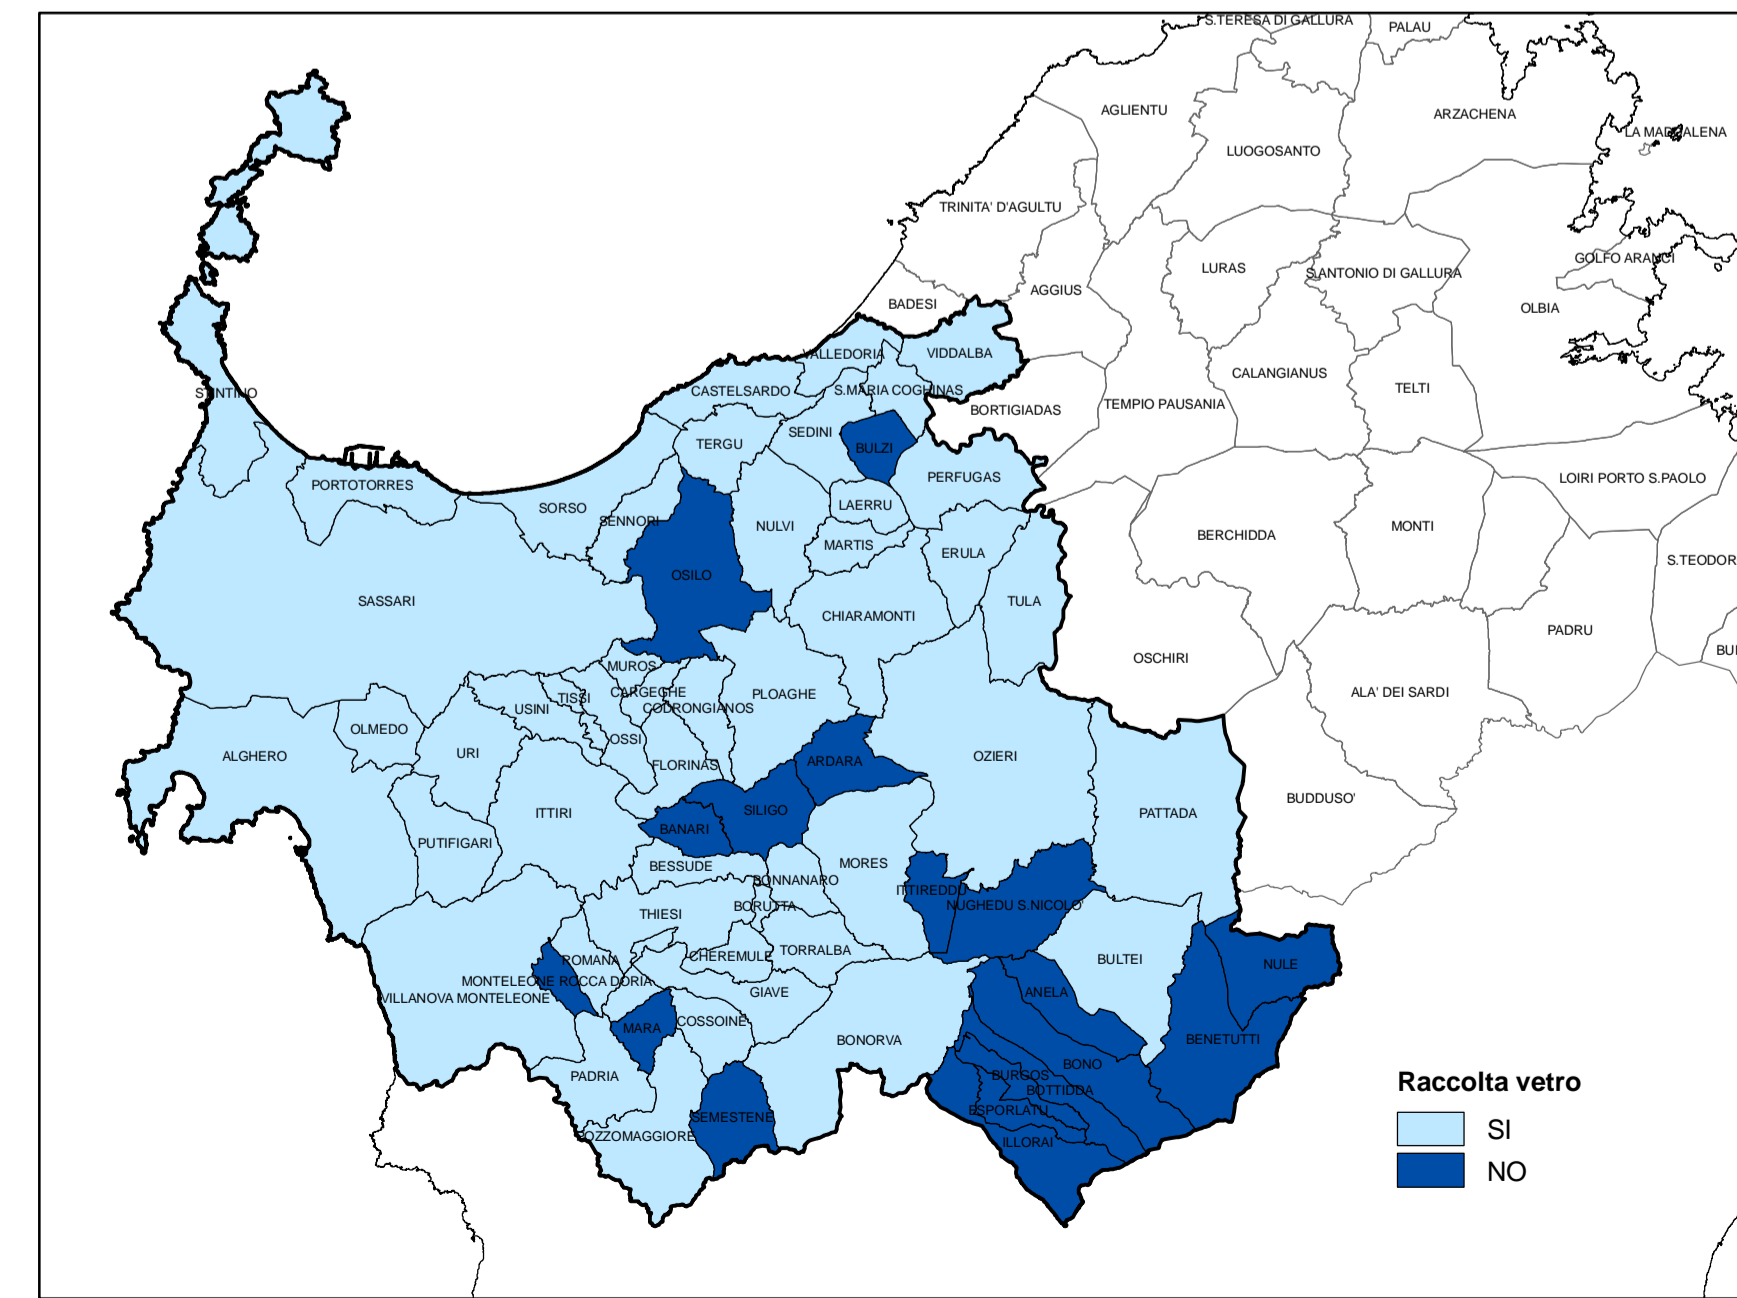 S.TERESA DI GALLURA
PALAU
AGLIENTU
ARZACHENA
LA MADDALENA
LUOGOSANTO
TRINITA' D'AGULTU
GOLFO ARANCI
LURAS
S.ANTONIO DI GALLURA
AGGIUS
BADESI
OLBIA
VALLEDORIA
VIDDALBA
CALANGIANUS
TELTI
STINTINO
CASTELSARDO
S.MARIA COGHINAS
BORTIGIADAS
TEMPIO PAUSANIA
SEDINI
TERGU
BULZI
PERFUGAS
LOIRI PORTO S.PAOLO
PORTOTORRES
LAERRU
SORSO
SENNORI
NULVI
MONTI
BERCHIDDA
MARTIS
ERULA
S.TEODOR
OSILO
SASSARI
TULA
CHIARAMONTI
PADRU
BUI
OSCHIRI
MUROS
CARGEGHE
PLOAGHE
ALA' DEI SARDI
TISSI
USINI
CODRONGIANOS
OLMEDO
OSSI
URI
ALGHERO
OZIERI
ARDARA
FLORINAS
BUDDUSO'
SILIGO
ITTIRI
PATTADA
BANARI
PUTIFIGARI
MORES
BESSUDE
BONNANARO
ITTIREDDU
NUGHEDU S.NICOLO'
BORUTTA
THIESI
TORRALBA
CHEREMULE
ROMANA
BULTEI
NULE
MONTELEONE ROCCA DORIA
GIAVE
ANELA
VILLANOVA MONTELEONE
COSSOINE
MARA
BONORVA
BENETUTTI
BONO
PADRIA
BURGOS
BOTTIDDA
ESPORLATU
SEMESTENE
POZZOMAGGIORE
ILLORAI
Raccolta vetro
SI
NO